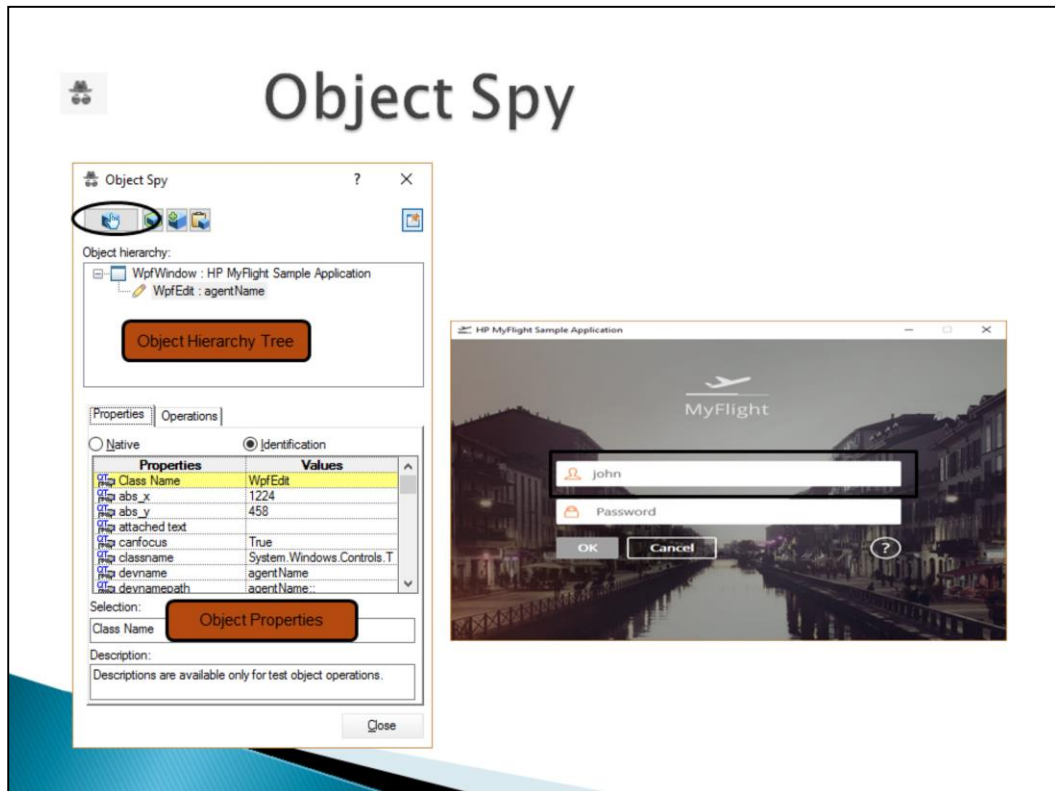 Object Spy
Object Spy ? ×
Object hierarchy:
WpfWindow : HP MyFlight Sample Application
WpfEdit : agentName
Object Hierarchy Tree
Properties Operations
Native Identification
Properties Values
Class Name WpfEdit
abs_x 1224
abs_y 458
attached text
canfocus True
classname System.Windows.Controls.T
devname agentName
devnamepath agentName::
Selection:
Class Name
Object Properties
Description:
Descriptions are available only for test object operations.
Close
HP MyFlight Sample Application
MyFlight
john
Password
OK Cancel ?